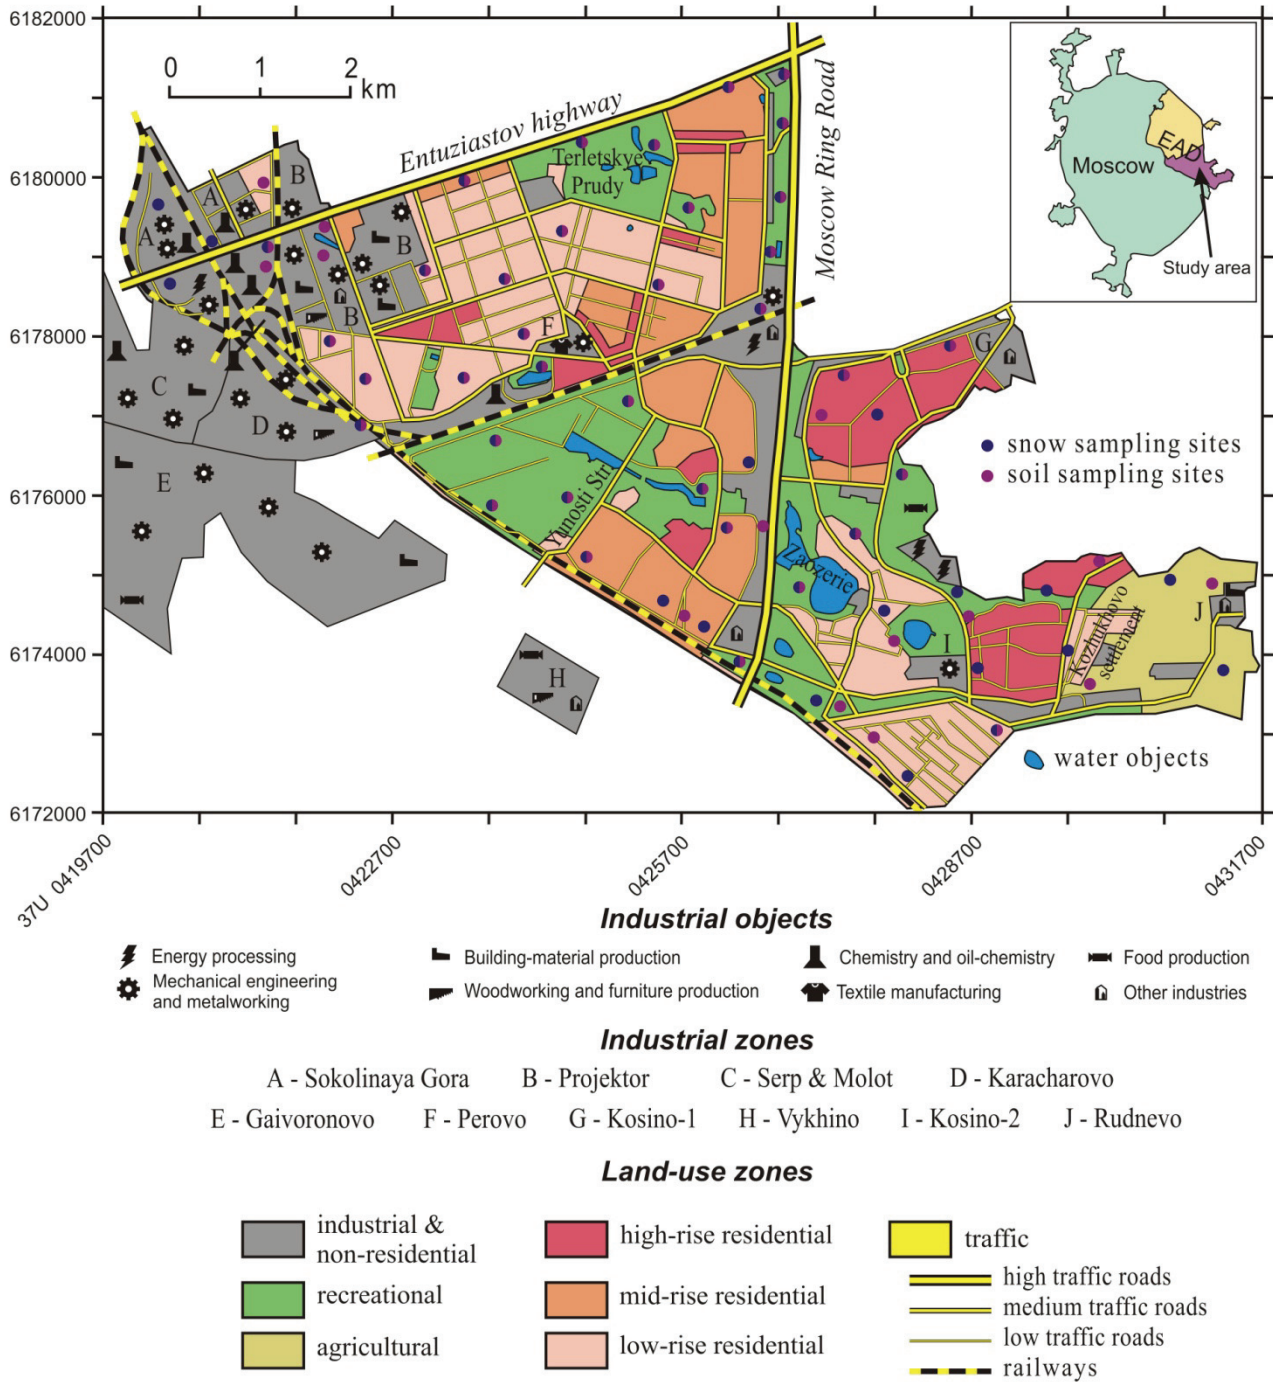 6182000
6180000
6178000
6176000
6174000
6172000
0 1 2
km
Entuziastov highway
Moscow Ring Road
Terletskye
Prudy
Moscow
EAD
Study area
A
A
B
B
B
C
D
E
F
G
H
I
J
Yunosti Str.
Zaozerie
Kozhukhovo
settlement
snow sampling sites
soil sampling sites
water objects
37U 0419700
0422700
0425700
0428700
0431700
Industrial objects
Energy processing
Building-material production
Chemistry and oil-chemistry
Food production
Mechanical engineering
and metalworking
Woodworking and furniture production
Textile manufacturing
Other industries
Industrial zones
A - Sokolinaya Gora B - Projektor C - Serp & Molot D - Karacharovo
E - Gaivoronovo F - Perovo G - Kosino-1 H - Vykhino I - Kosino-2 J - Rudnevo
Land-use zones
industrial &
non-residential
recreational
agricultural
high-rise residential
mid-rise residential
low-rise residential
traffic
high traffic roads
medium traffic roads
low traffic roads
railways